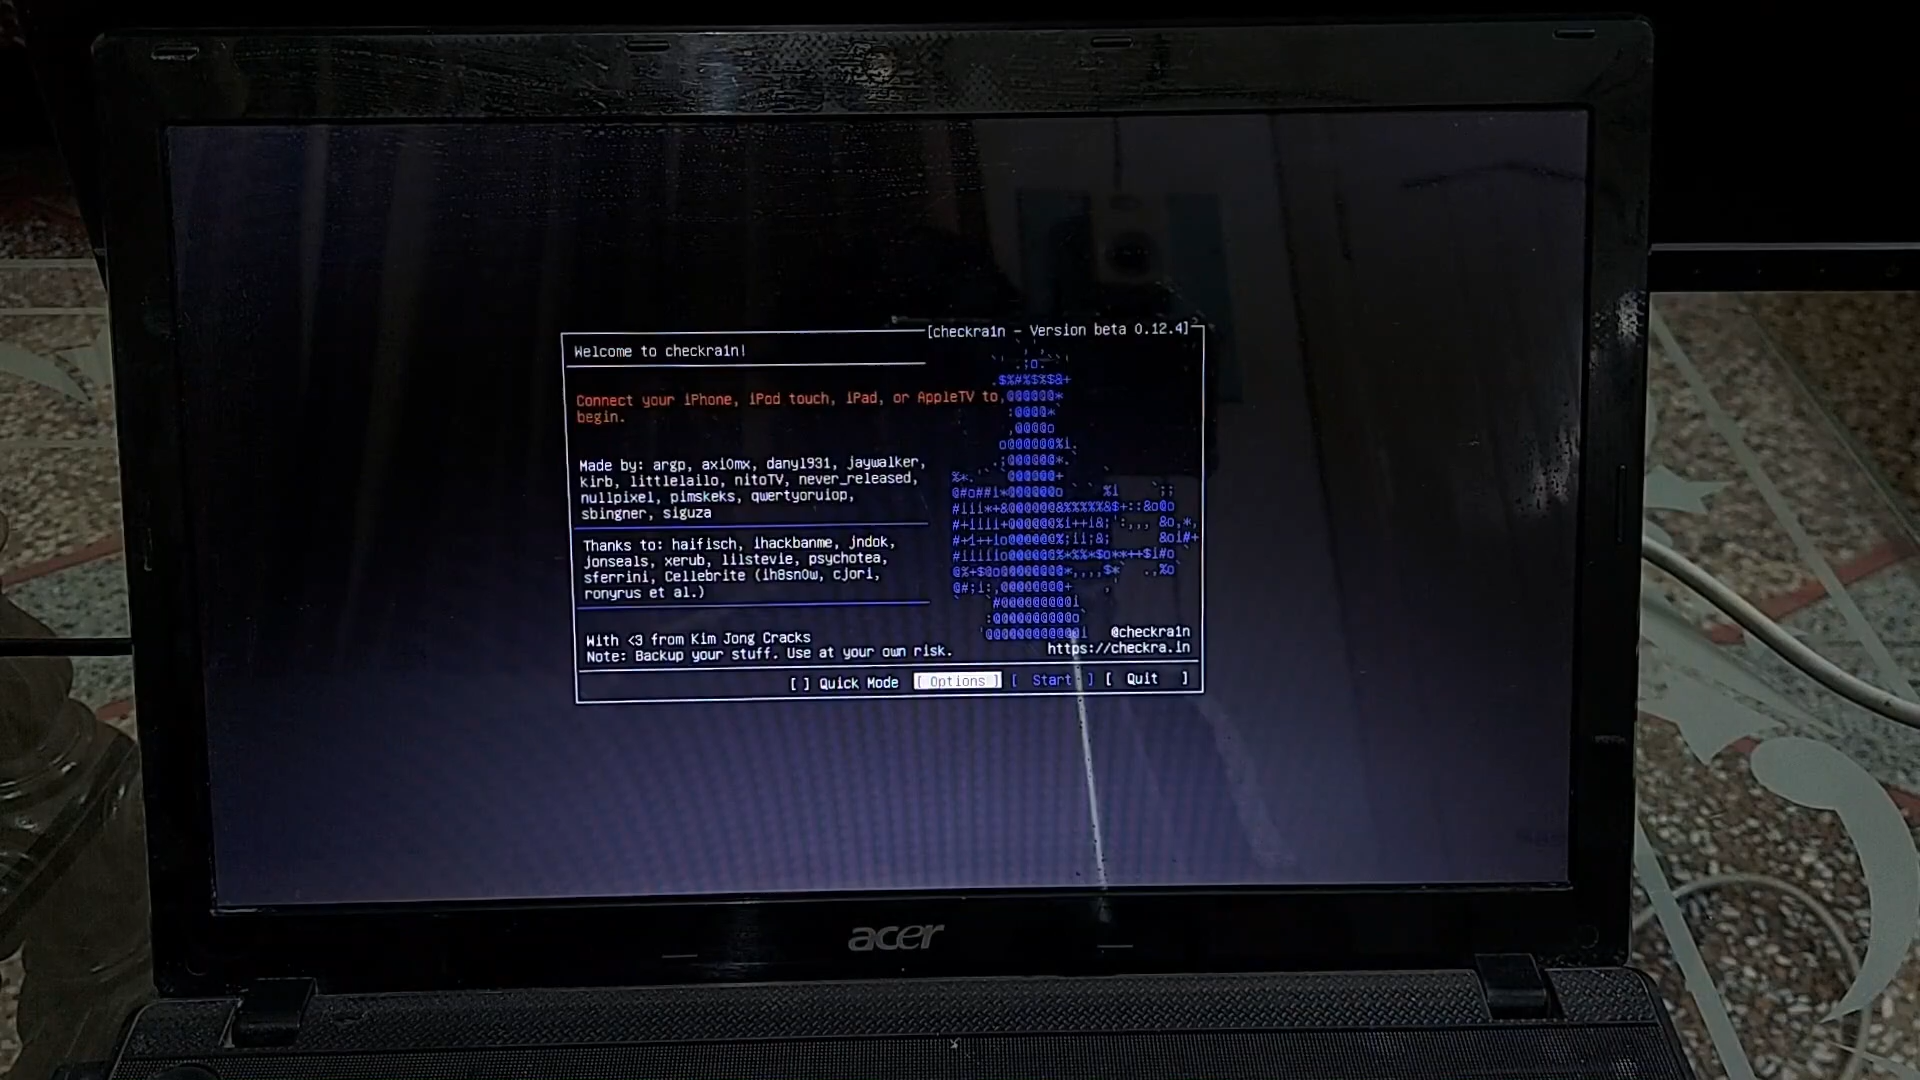 [checkra1n - Version beta 0.12.4]
Welcome to checkra1n!
Connect your iPhone, iPod touch, iPad, or AppleTV to
begin.
Made by: argp, axi0mx, danyl931, jaywalker,
kirb, littlelailo, nitoTV, never_released,
nullpixel, pimskeks, qwertyoruiop,
sbingner, siguza
Thanks to: haifisch, ihackbanme, jndok,
jonseals, xerub, lilstevie, psychotea,
sferrini, Cellebrite (ih8sn0w, cjori,
ronyrus et al.)
With <3 from Kim Jong Cracks
Note: Backup your stuff. Use at your own risk.
@checkra1n
https://checkra.in
[ ] Quick Mode [ Options ] [ Start ] [ Quit ]
acer